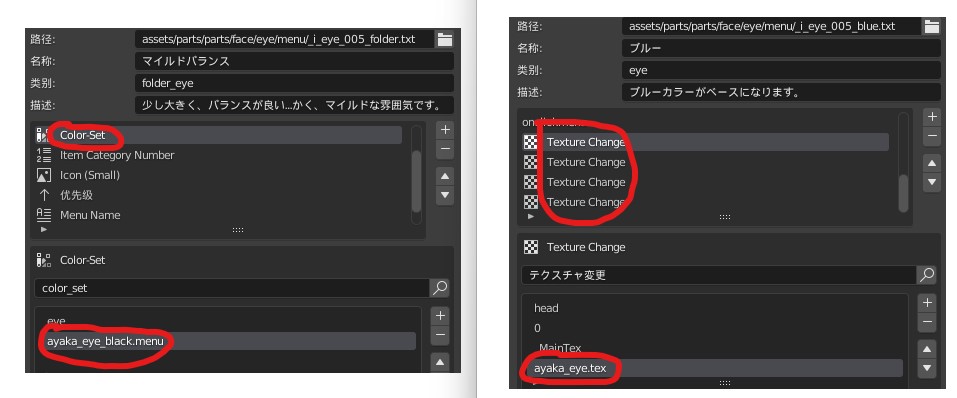 路径: assets/parts/parts/face/eye/menu/_i_eye_005_folder.txt
名称: マイルドバランス
类别: folder_eye
描述: 少し大きく、バランスが良い...かく、マイルドな雰囲気です。
Color-Set
Item Category Number
Icon (Small)
优先级
Menu Name
Color-Set
color_set
eye
ayaka_eye_black.menu
路径: assets/parts/parts/face/eye/menu/_i_eye_005_blue.txt
名称: ブルー
类别: eye
描述: ブルーカラーがベースになります。
Texture Change
Texture Change
Texture Change
Texture Change
Texture Change
テクスチャ変更
head
0
_MainTex
ayaka_eye.tex